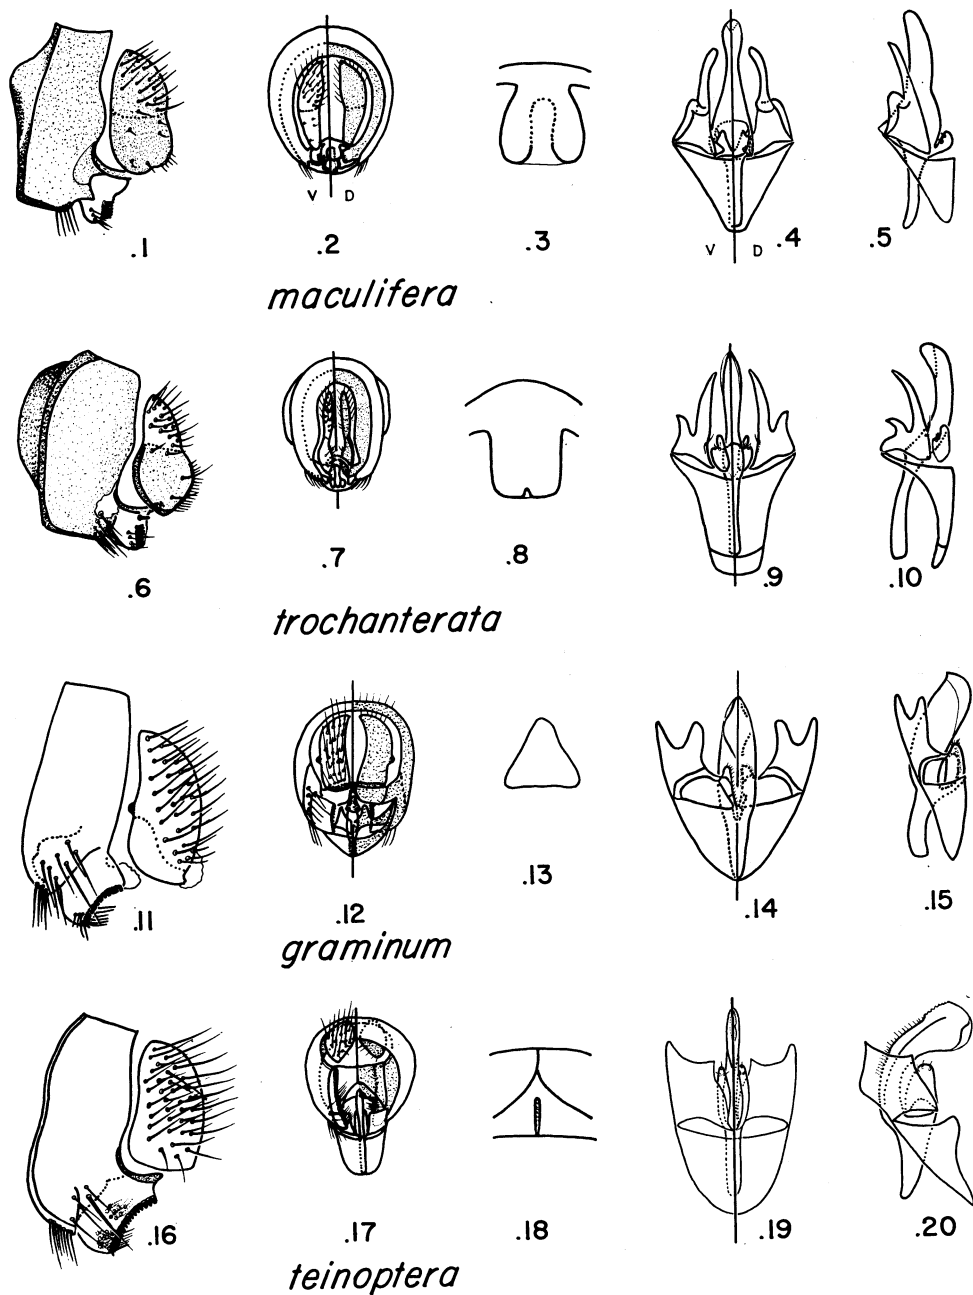 V D V D
.1 .2 .3 .4 .5
maculifera
.6 .7 .8 .9 .10
trochanterata
.11 .12 .13 .14 .15
graminum
.16 .17 .18 .19 .20
teinoptera